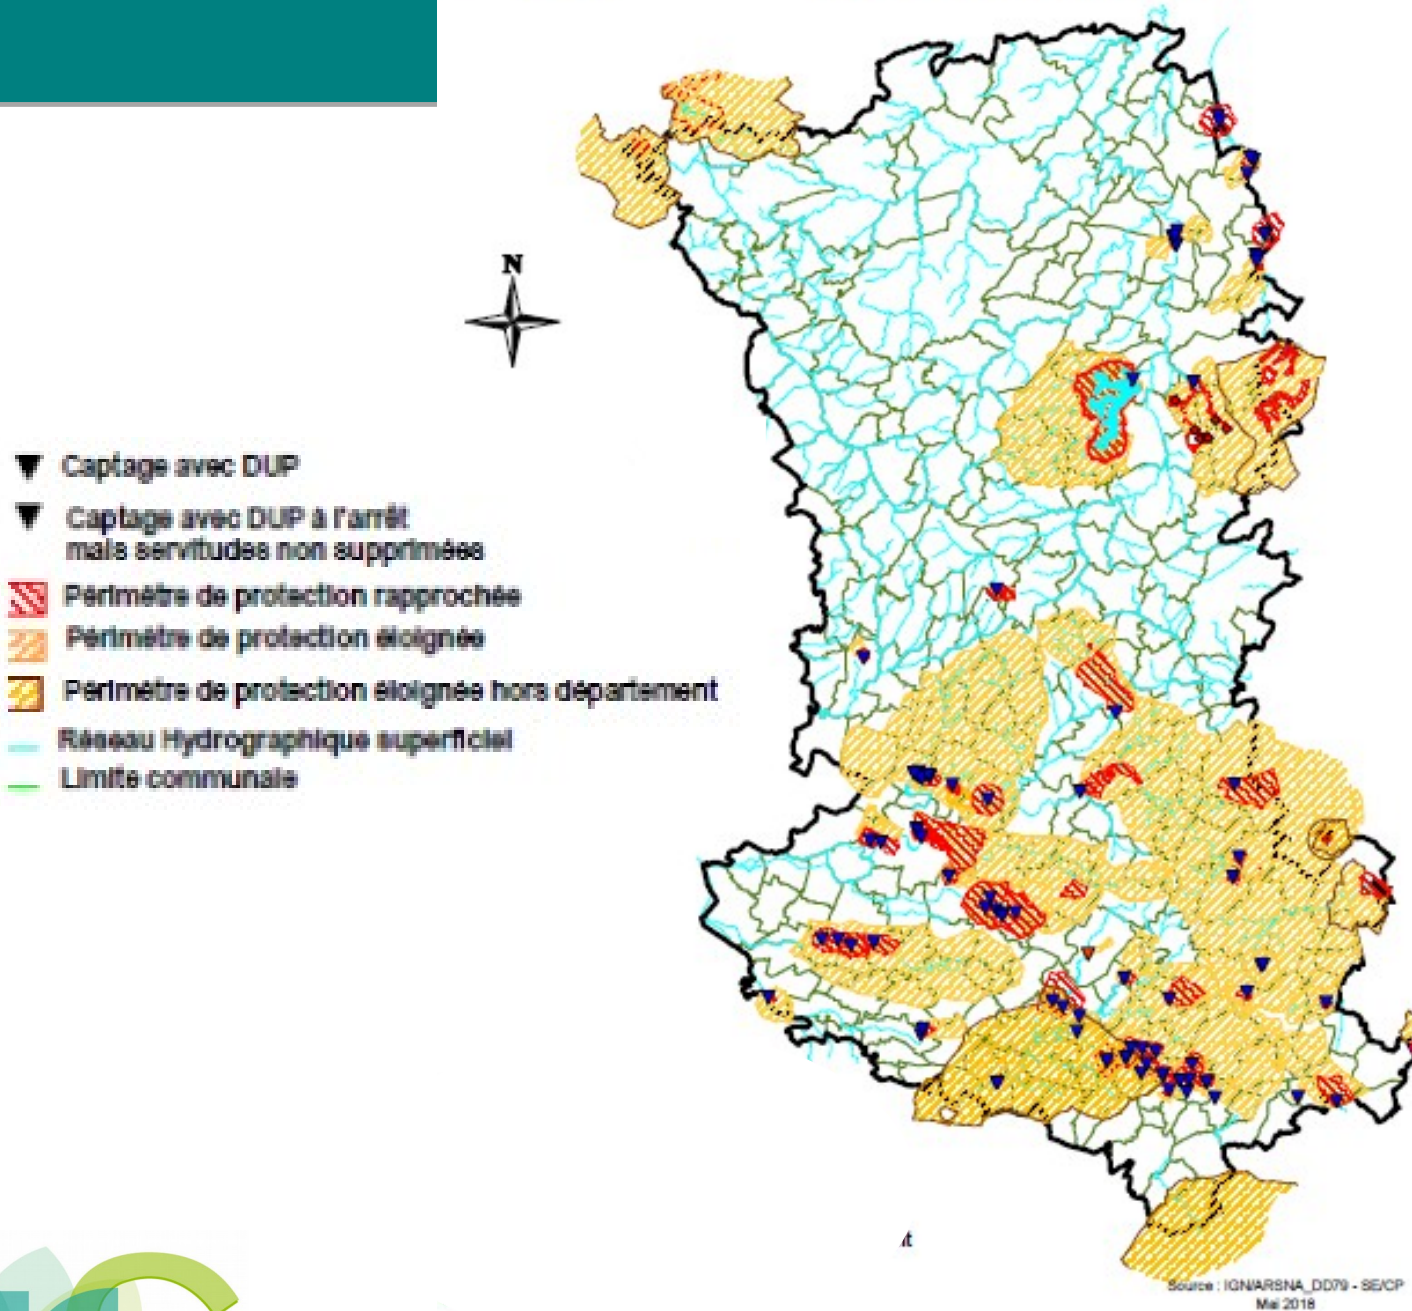 N
Captage avec DUP
Captage avec DUP à l'arrêt
mais servitudes non supprimées
Périmètre de protection rapprochée
Périmètre de protection éloignée
Périmètre de protection éloignée hors département
Réseau Hydrographique superficiel
Limite communale
t
Source : IGN/ARSNA_DD79 - SE/CP
Mai 2018